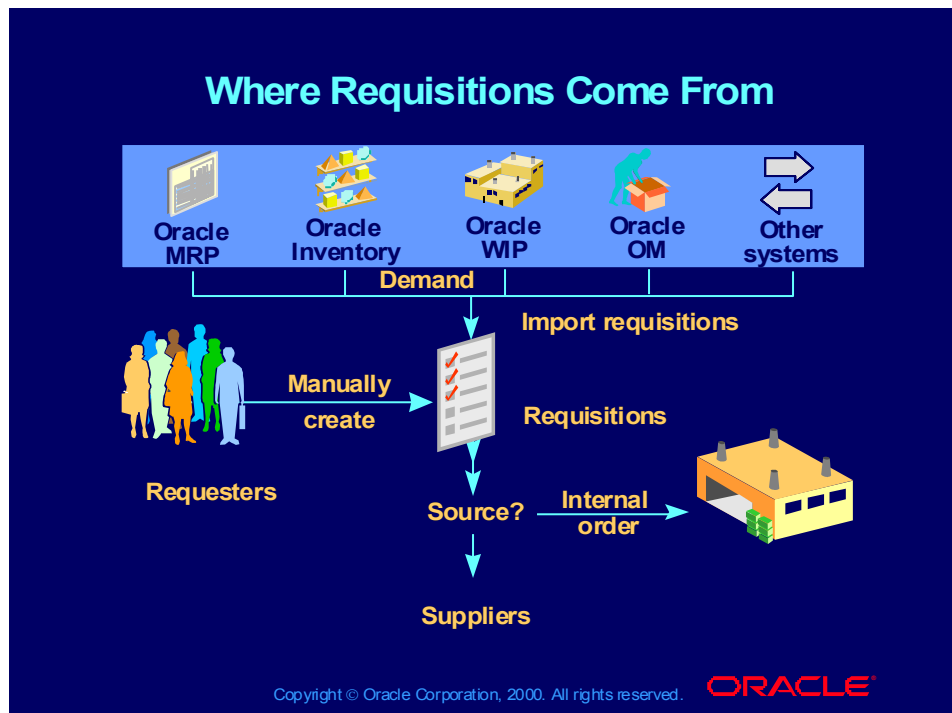 Where Requisitions Come From
Oracle
MRP
Oracle
Inventory
Oracle
WIP
Oracle
OM
Other
systems
Demand
Import requisitions
Manually
create
Requisitions
Requesters
Source?
Internal
order
Suppliers
Copyright © Oracle Corporation, 2000. All rights reserved.
ORACLE®